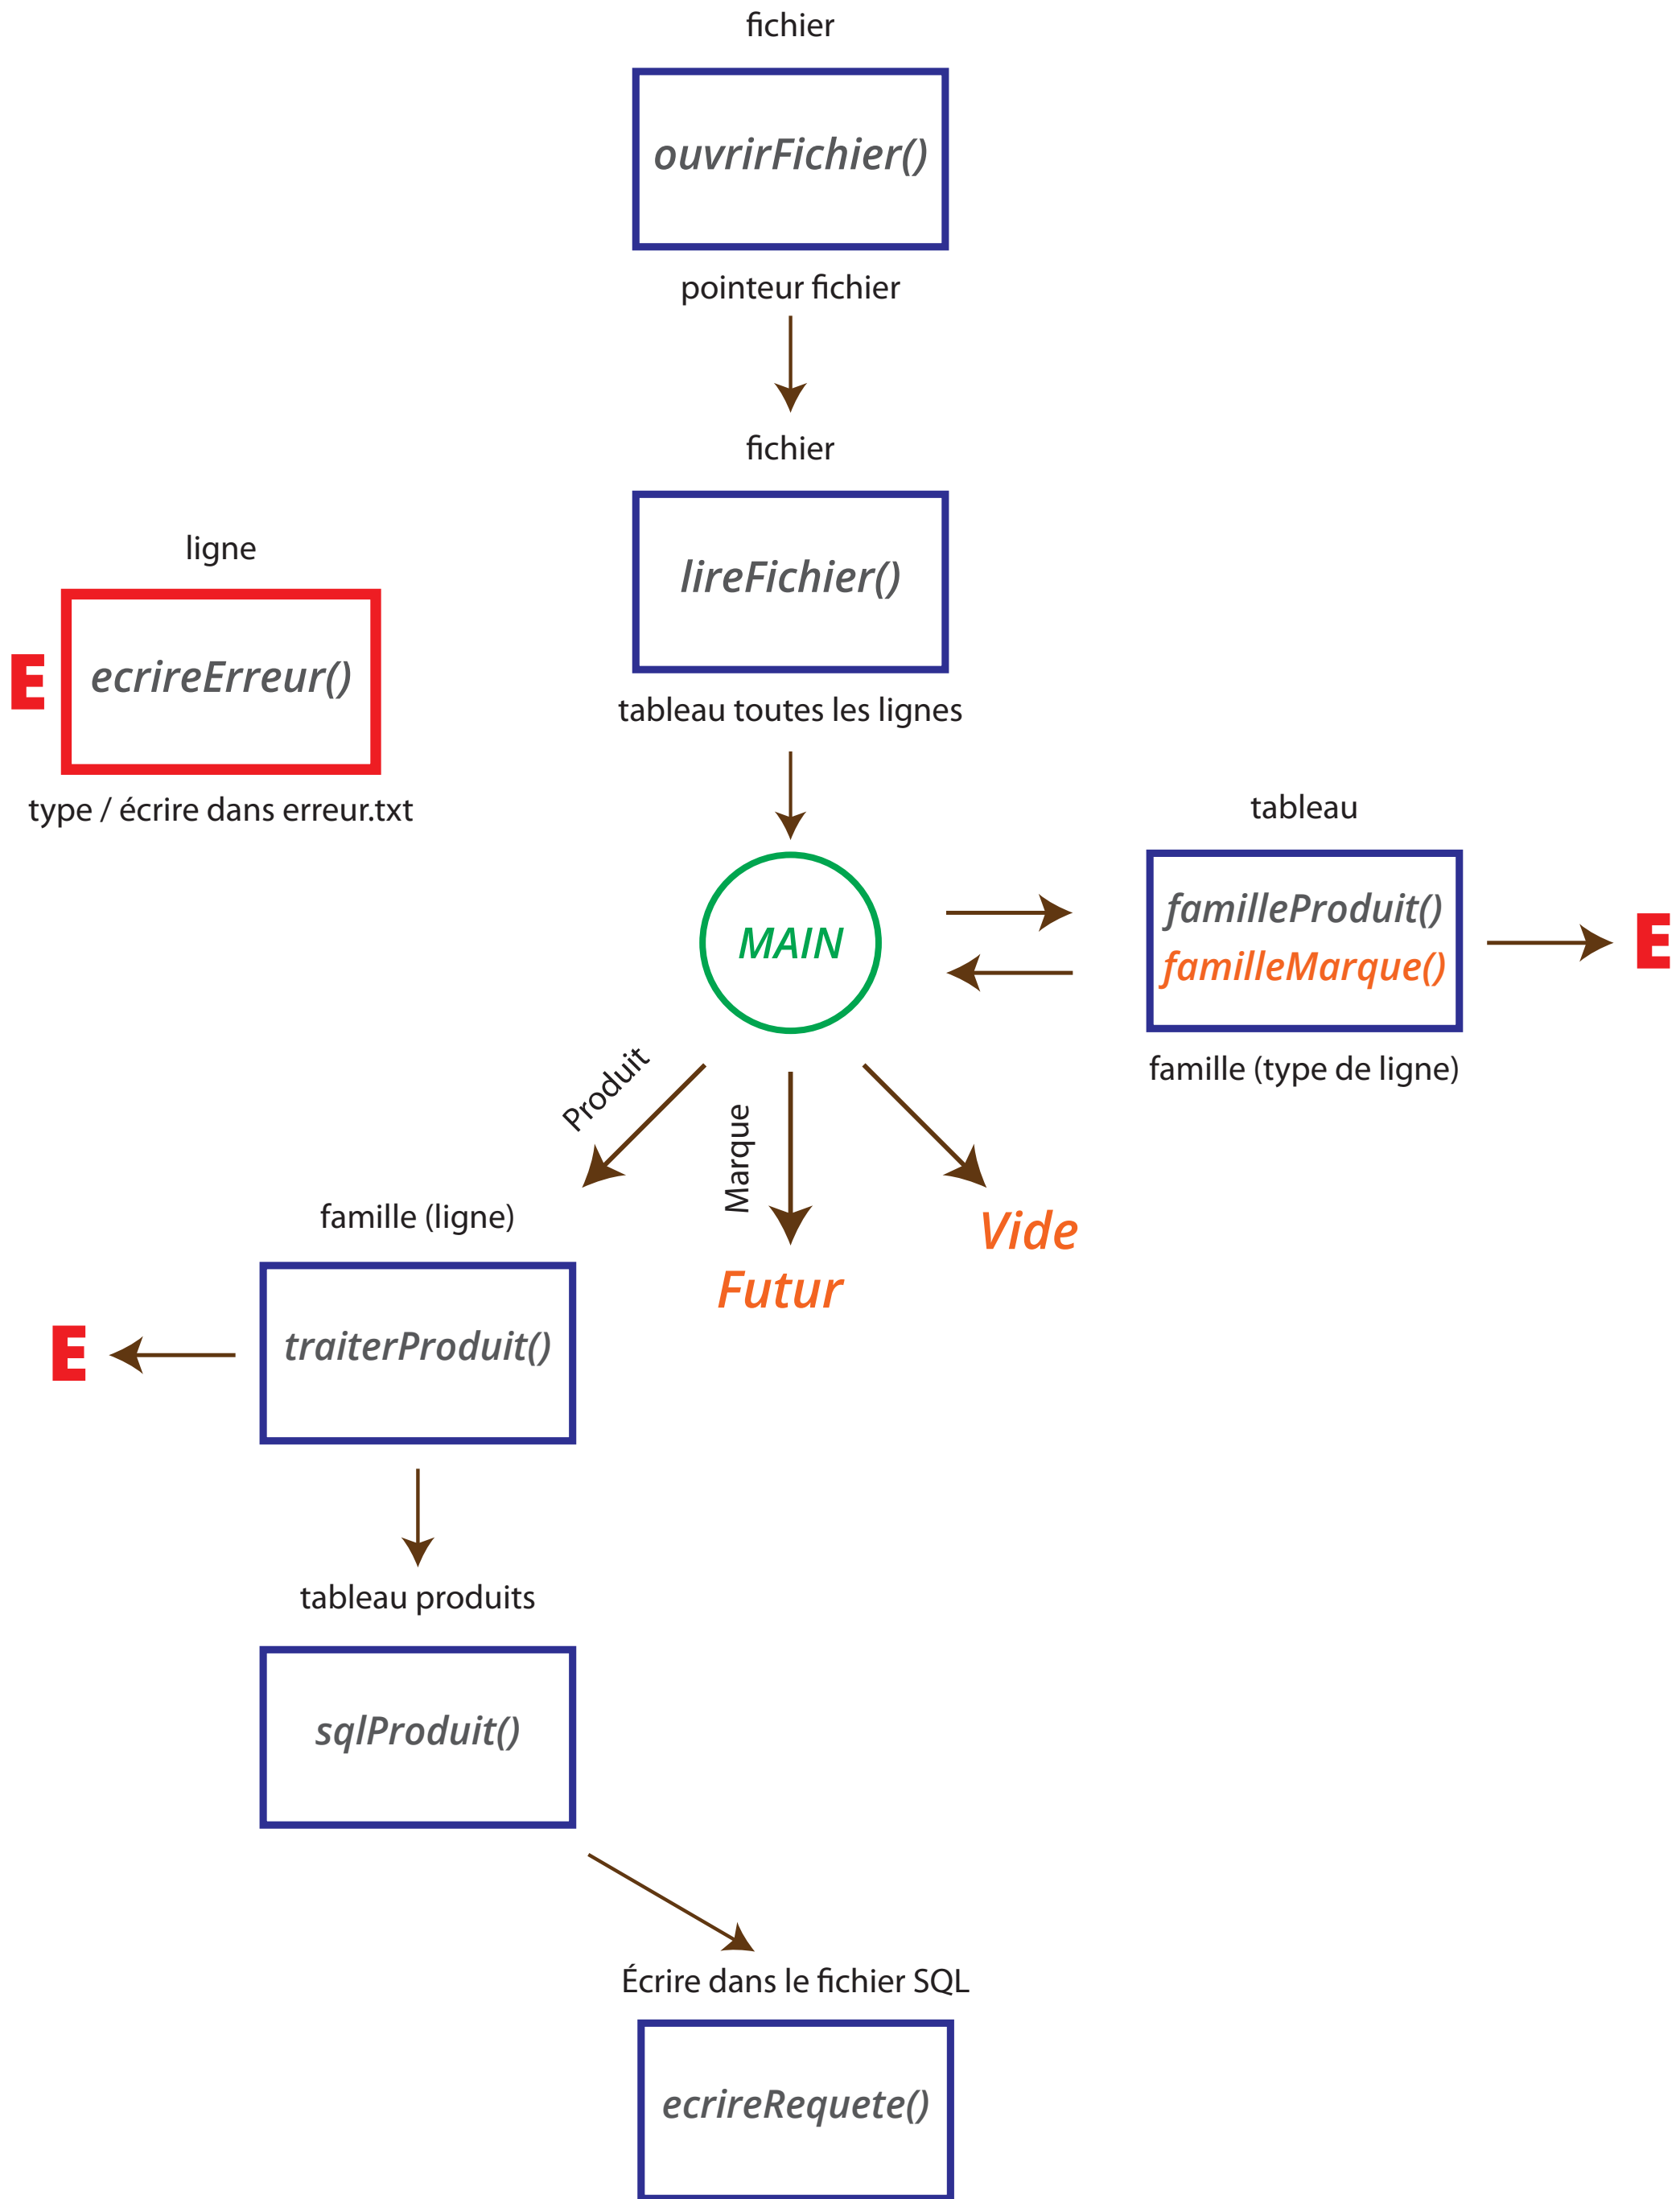 fichier
ouvrirFichier()
pointeur fichier
fichier
lireFichier()
tableau toutes les lignes
ligne
E
ecrireErreur()
type / écrire dans erreur.txt
MAIN
tableau
familleProduit()
familleMarque()
famille (type de ligne)
E
Produit
Marque
Vide
Futur
famille (ligne)
traiterProduit()
E
tableau produits
sqlProduit()
Écrire dans le fichier SQL
ecrireRequete()